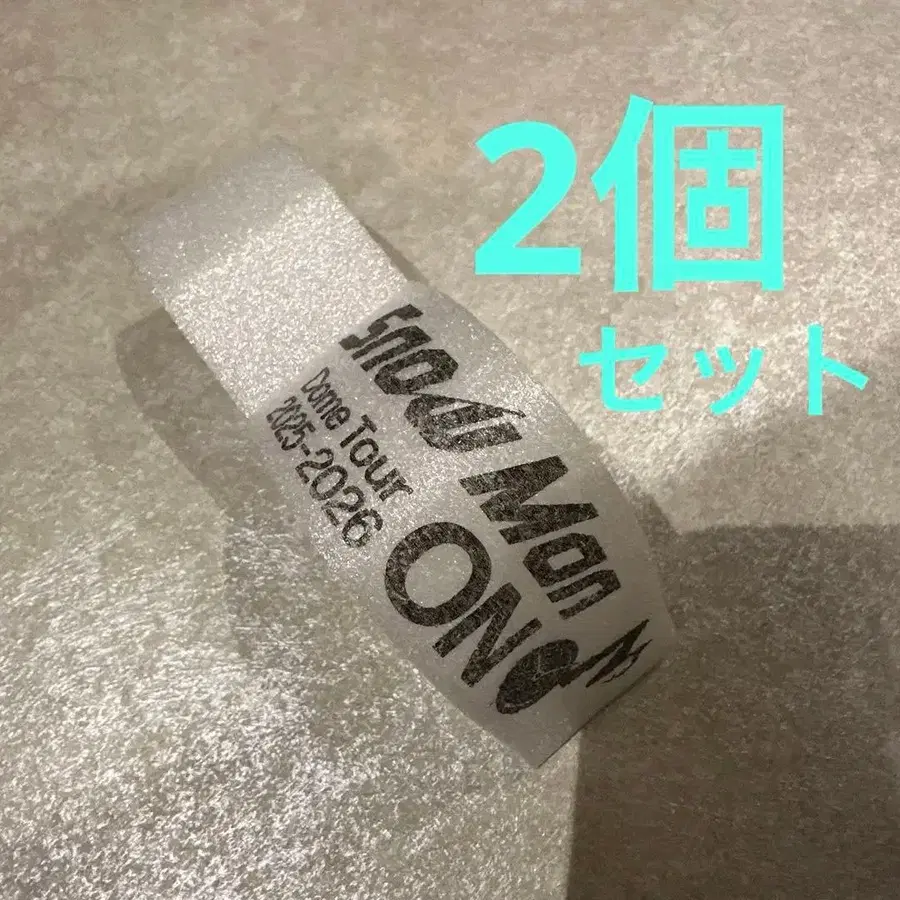 2個
セット
Snow Man
Dome Tour
2025-2026
ON